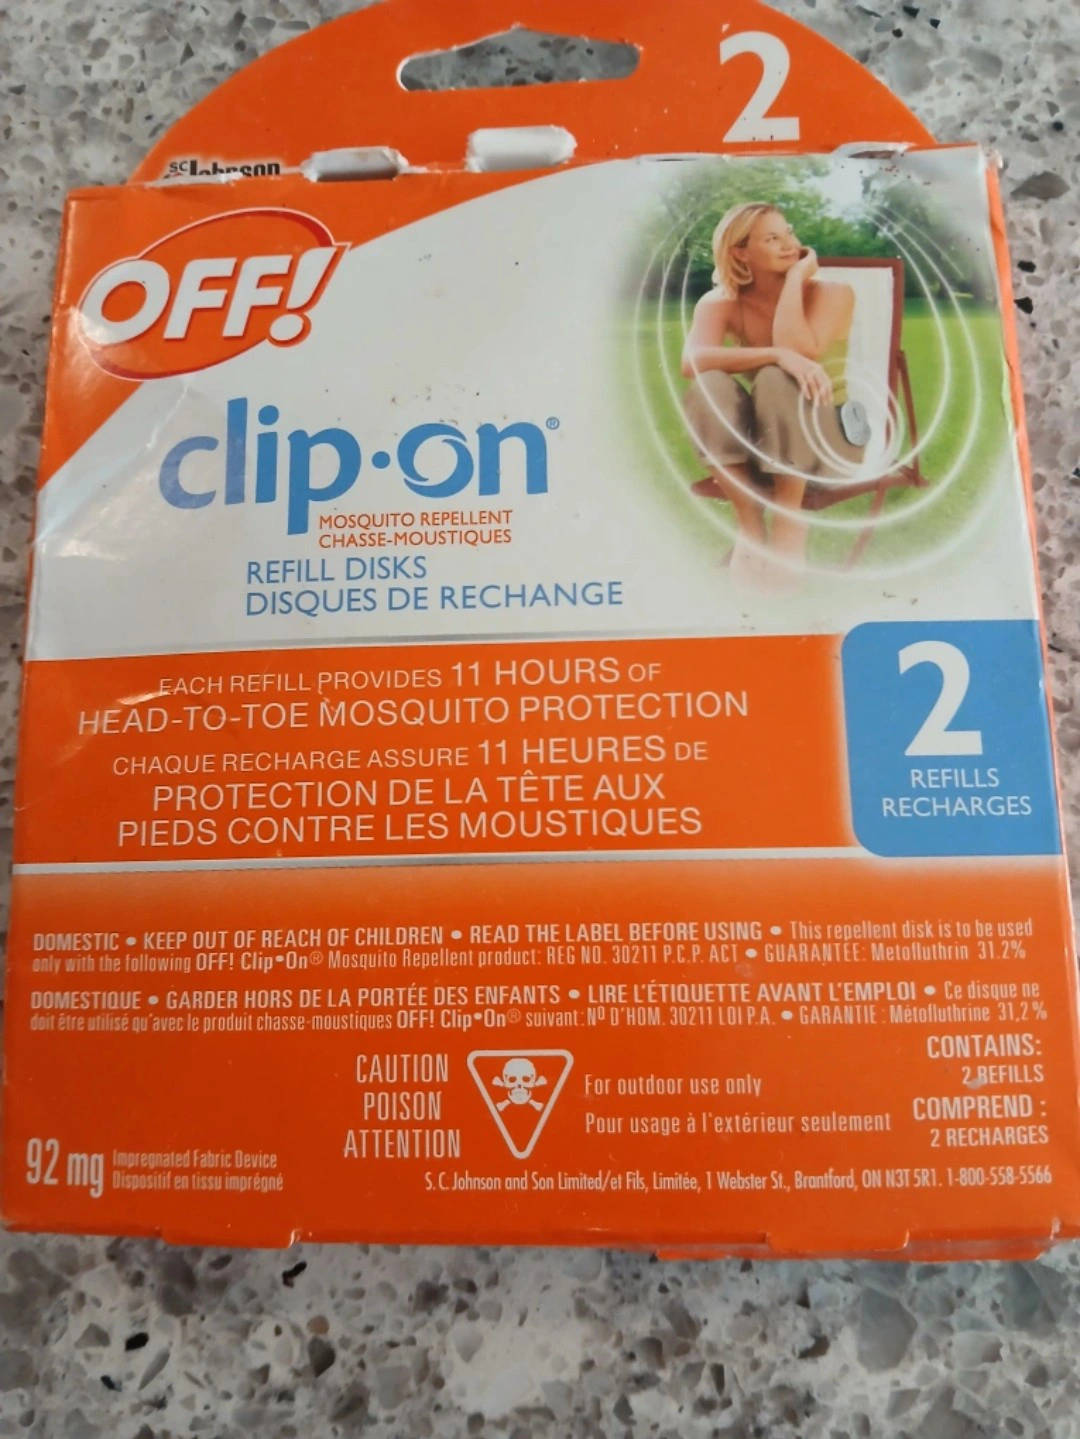 2
SC Johnson
OFF!
clip•on®
MOSQUITO REPELLENT
CHASSE-MOUSTIQUES
REFILL DISKS
DISQUES DE RECHANGE
EACH REFILL PROVIDES 11 HOURS OF
HEAD-TO-TOE MOSQUITO PROTECTION
CHAQUE RECHARGE ASSURE 11 HEURES DE
PROTECTION DE LA TÊTE AUX
PIEDS CONTRE LES MOUSTIQUES
2
REFILLS
RECHARGES
DOMESTIC • KEEP OUT OF REACH OF CHILDREN • READ THE LABEL BEFORE USING • This repellent disk is to be used
only with the following OFF! Clip•On® Mosquito Repellent product: REG NO. 30211 P.C.P. ACT • GUARANTEE: Metofluthrin 31.2%
DOMESTIQUE • GARDER HORS DE LA PORTÉE DES ENFANTS • LIRE L'ÉTIQUETTE AVANT L'EMPLOI • Ce disque ne
doit être utilisé qu'avec le produit chasse-moustiques OFF! Clip•On® suivant: Nº D'HOM. 30211 LOI P.A. • GARANTIE : Métofluthrine 31,2 %
CAUTION
POISON
ATTENTION
For outdoor use only
Pour usage à l'extérieur seulement
CONTAINS:
2 REFILLS
COMPREND :
2 RECHARGES
92 mg
Impregnated Fabric Device
Dispositif en tissu imprégné
S. C. Johnson and Son Limited/et Fils, Limitée, 1 Webster St., Brantford, ON N3T 5R1. 1-800-558-5566